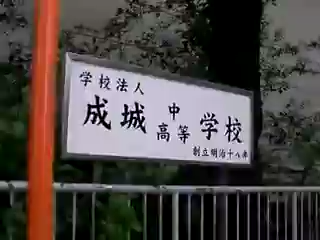 学校法人
成城中高等学校
創立明治十八年